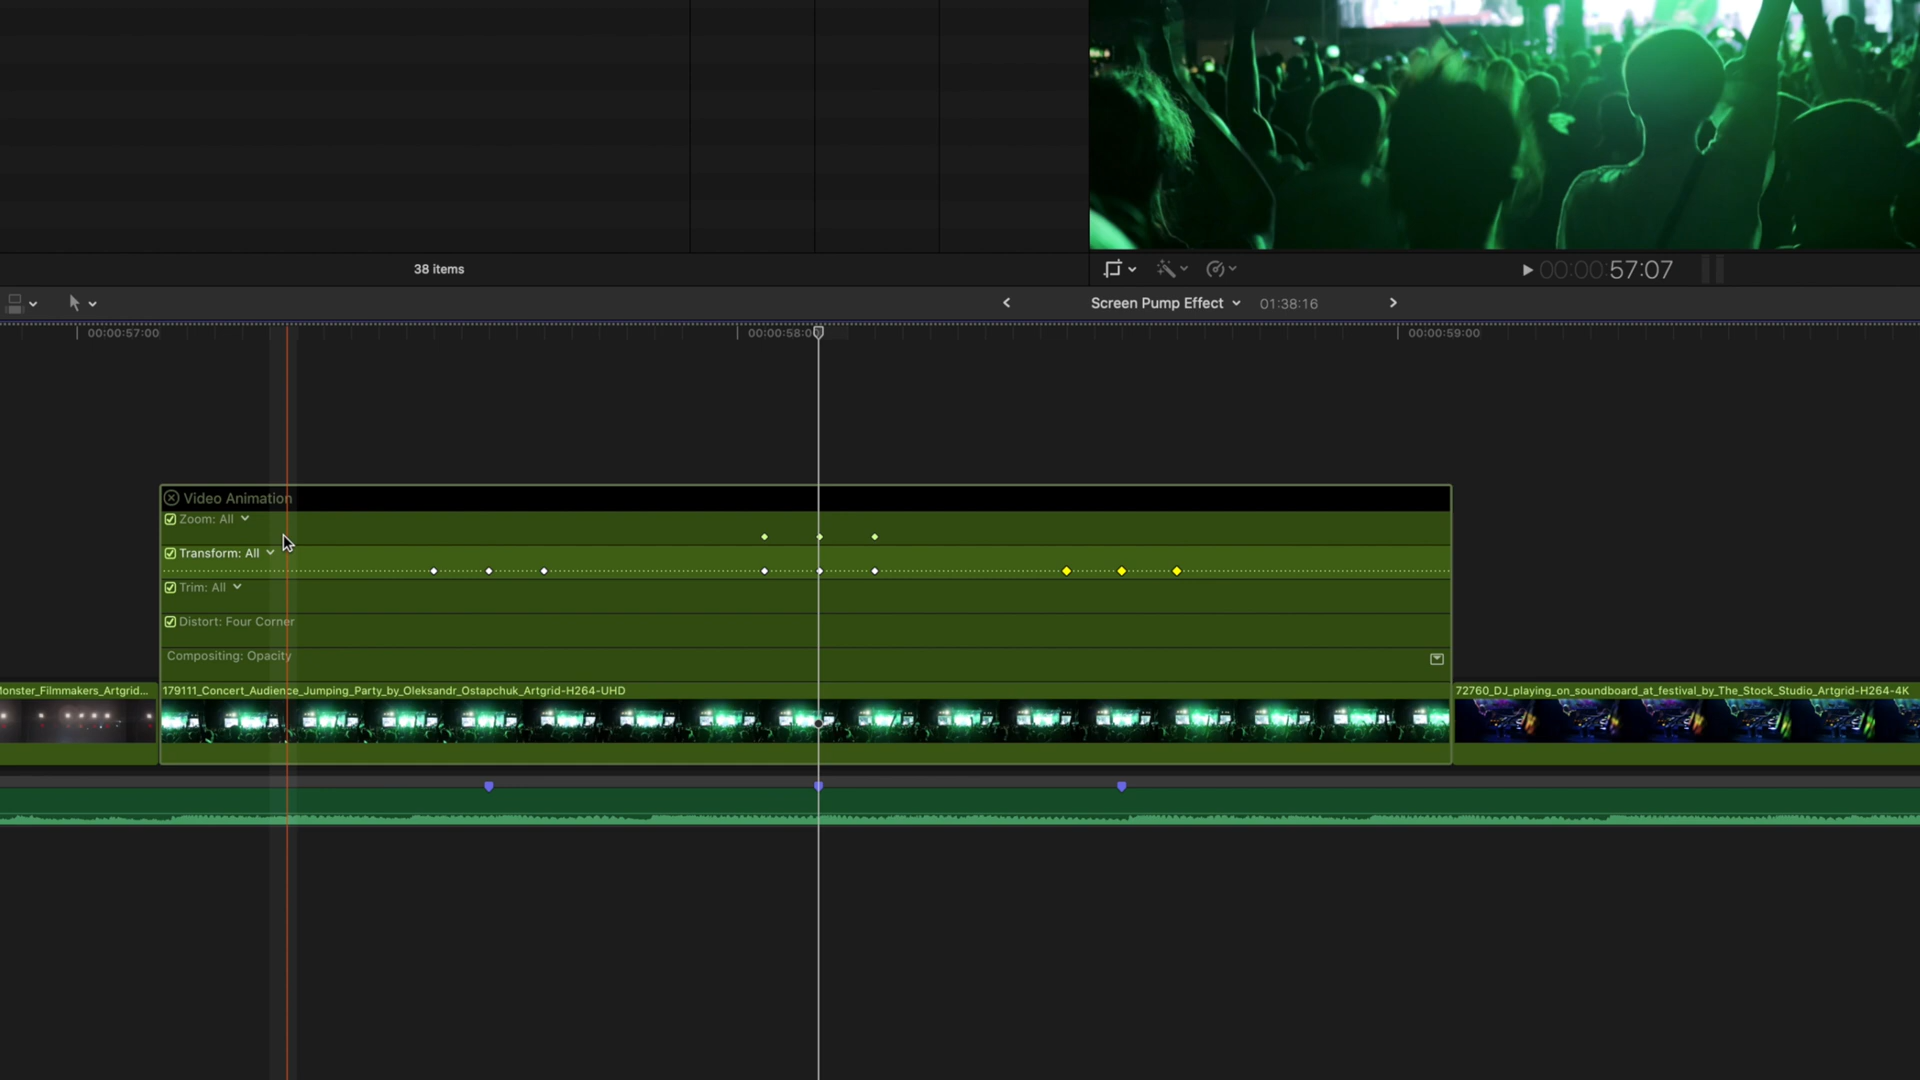 38 items
00:00:57:07
Screen Pump Effect
01:38:16
00:00:57:00
00:00:58:0
00:00:59:00
Video Animation
Zoom: All
Transform: All
Trim: All
Distort: Four Corner
Compositing: Opacity
onster_Filmmakers_Artgrid...
179111_Concert_Audience_Jumping_Party_by_Oleksandr_Ostapchuk_Artgrid-H264-UHD
72760_DJ_playing_on_soundboard_at_festival_by_The_Stock_Studio_Artgrid-H264-4K